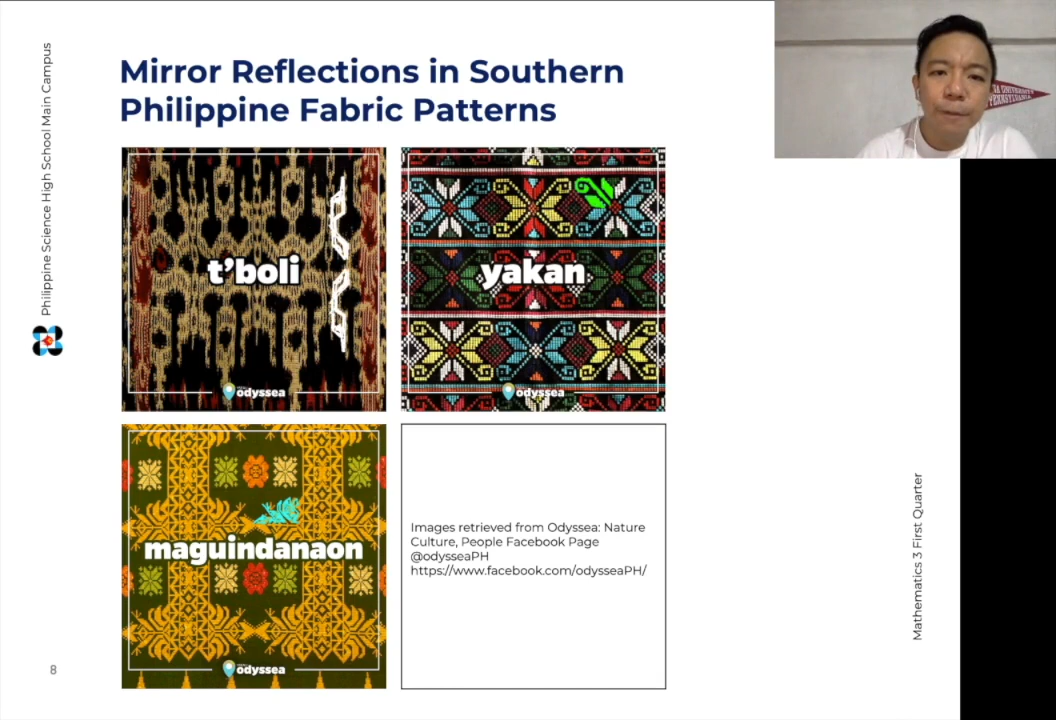 Philippine Science High School Main Campus
Mirror Reflections in Southern
Philippine Fabric Patterns
t'boli
odyssea
yakan
odyssea
maguindanaon
odyssea
Images retrieved from Odyssea: Nature
Culture, People Facebook Page
@odysseaPH
https://www.facebook.com/odysseaPH/
Mathematics 3 First Quarter
8